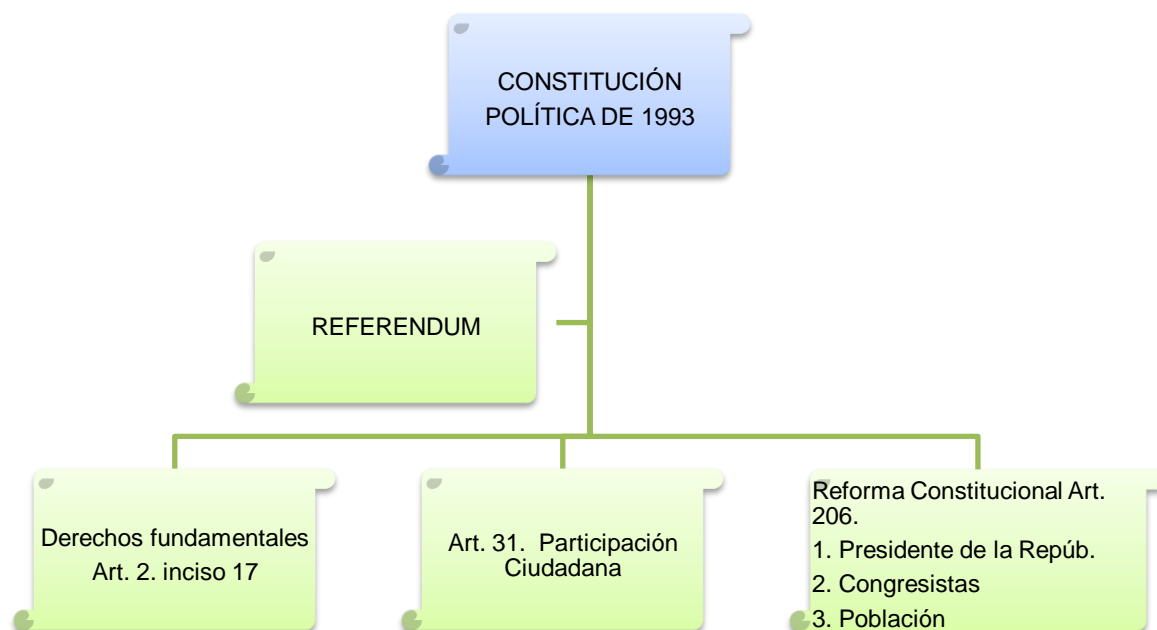 CONSTITUCIÓN
POLÍTICA DE 1993
REFERENDUM
Derechos fundamentales
Art. 2. inciso 17
Art. 31. Participación
Ciudadana
Reforma Constitucional Art.
206.
1. Presidente de la Repúb.
2. Congresistas
3. Población